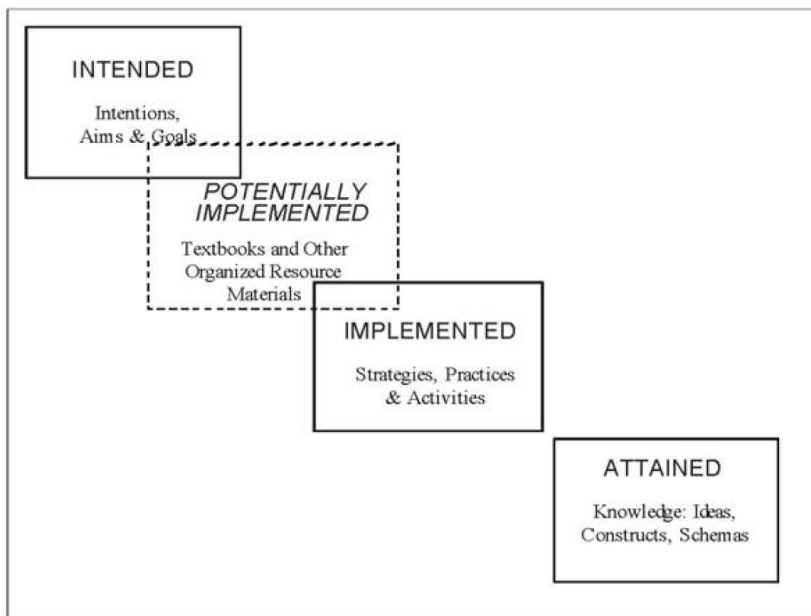 INTENDED
Intentions,
Aims & Goals
POTENTIALLY
IMPLEMENTED
Textbooks and Other
Organized Resource
Materials
IMPLEMENTED
Strategies, Practices
& Activities
ATTAINED
Knowledge: Ideas,
Constructs, Schemas